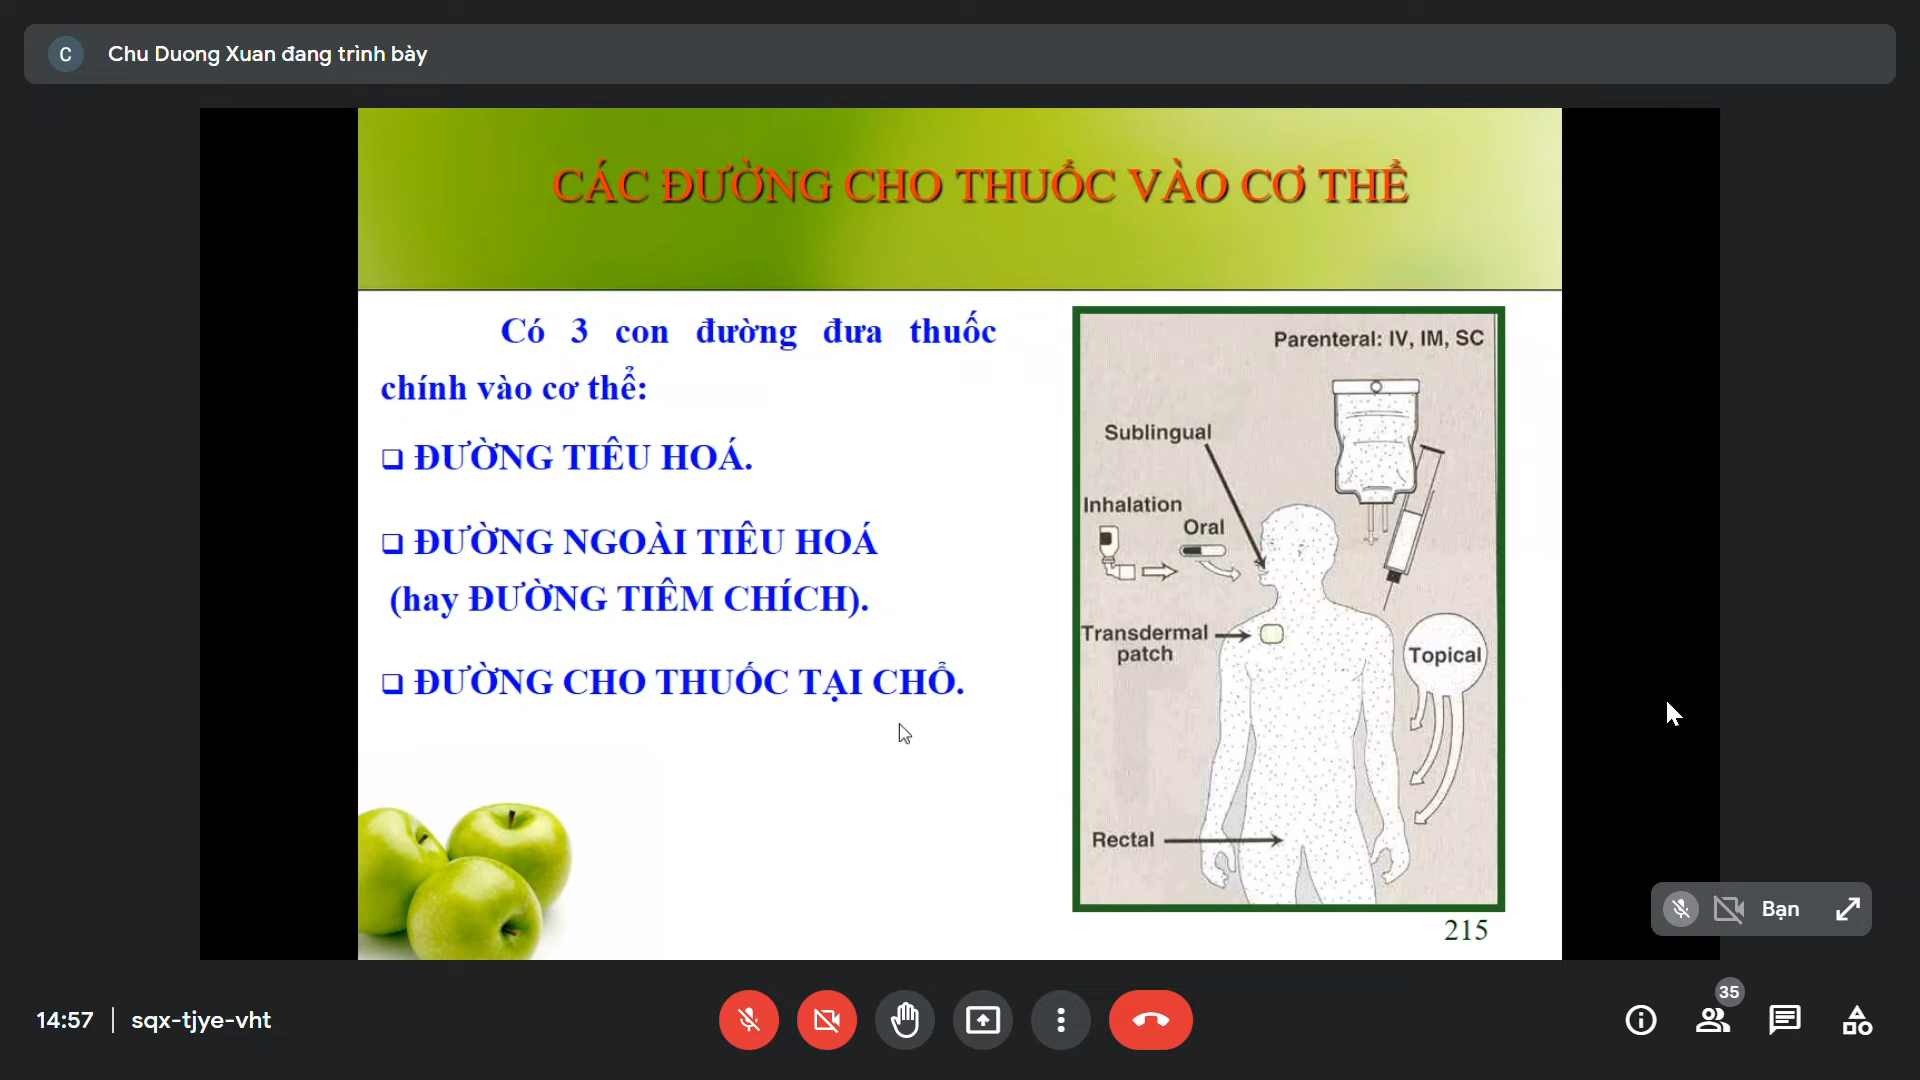 C Chu Duong Xuan đang trình bày
CÁC ĐƯỜNG CHO THUỐC VÀO CƠ THỂ
Có 3 con đường đưa thuốc
chính vào cơ thể:
❑ ĐƯỜNG TIÊU HOÁ.
❑ ĐƯỜNG NGOÀI TIÊU HOÁ
(hay ĐƯỜNG TIÊM CHÍCH).
❑ ĐƯỜNG CHO THUỐC TẠI CHỔ.
Parenteral: IV, IM, SC
Sublingual
Inhalation
Oral
Transdermal
patch
Topical
Rectal
215
Bạn
14:57 | sqx-tjye-vht
35